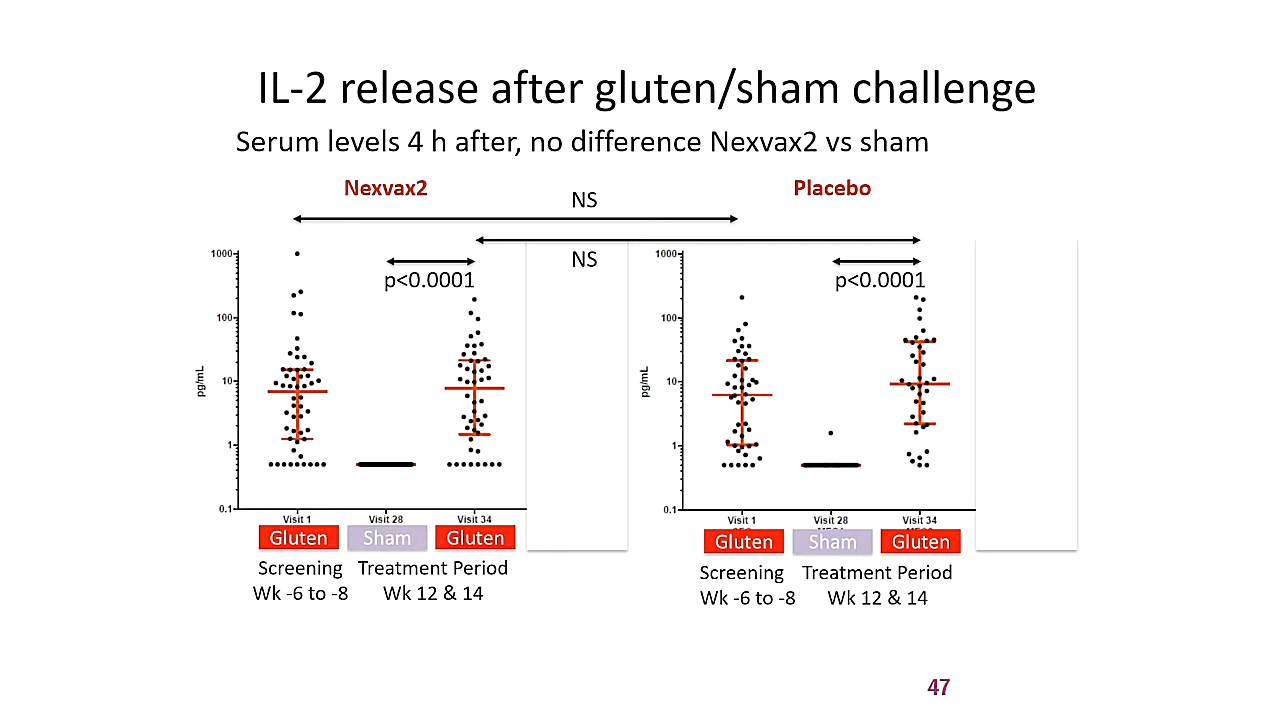 IL-2 release after gluten/sham challenge
Serum levels 4 h after, no difference Nexvax2 vs sham
Nexvax2
NS
Placebo
NS
p<0.0001
p<0.0001
pg/mL
1000
100
10
1
0.1
Visit 1
Visit 28
Visit 34
Gluten
Sham
Gluten
Screening
Treatment Period
Wk -6 to -8
Wk 12 & 14
pg/mL
1000
100
10
1
0.1
Visit 1
Visit 28
Visit 34
Gluten
Sham
Gluten
Screening
Treatment Period
Wk -6 to -8
Wk 12 & 14
47